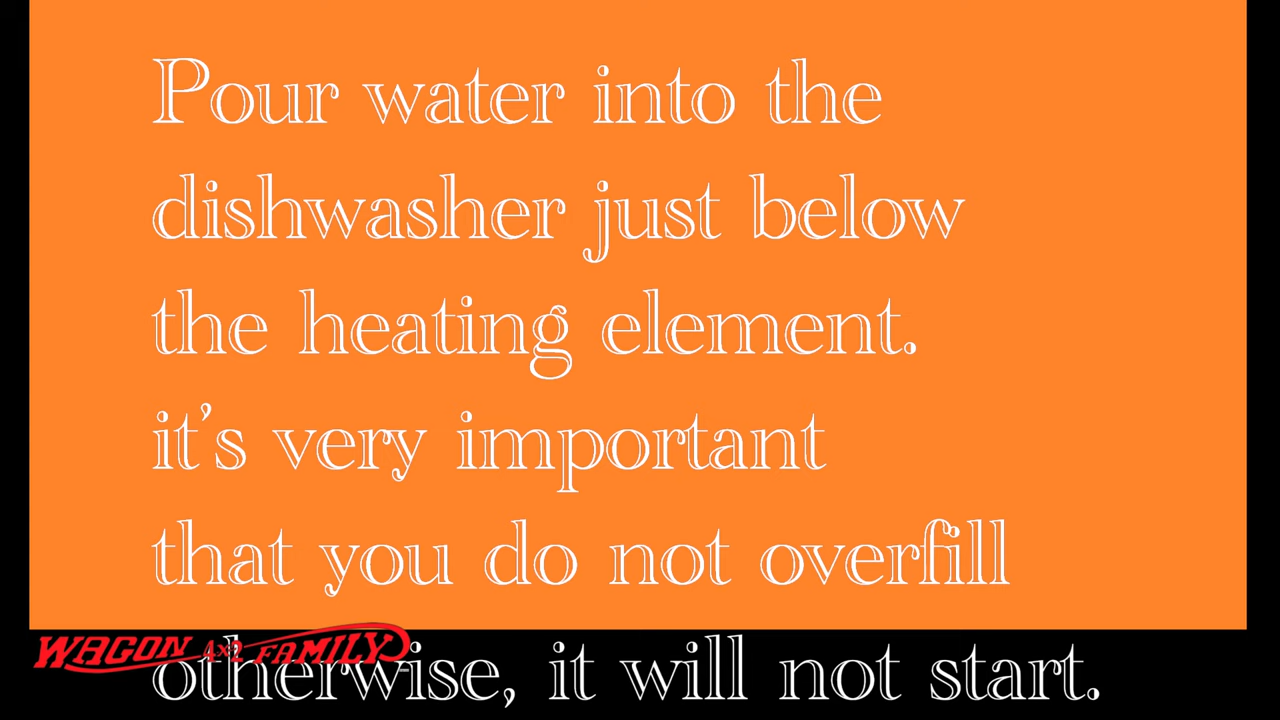 Pour water into the
dishwasher just below
the heating element.
it's very important
that you do not overfill
otherwise, it will not start.
WAGON 4x2 FAMILY